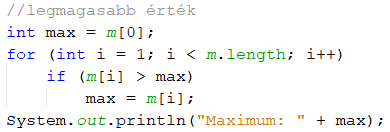 //legmagasabb érték
int max = m[0];
for (int i = 1; i < m.length; i++)
    if (m[i] > max)
        max = m[i];
System.out.println("Maximum: " + max);